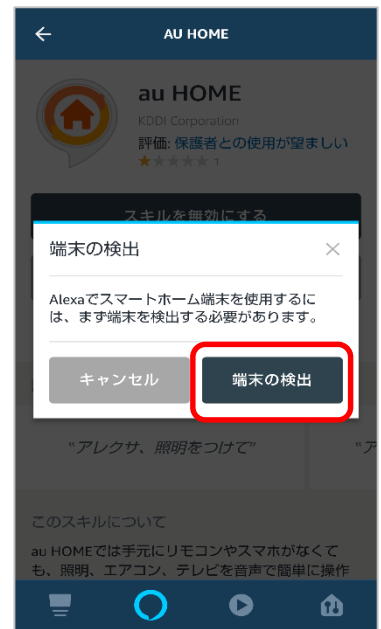 AU HOME
au HOME
KDDI Corporation
評価: 保護者との使用が望ましい
1
スキルを無効にする
端末の検出
Alexaでスマートホーム端末を使用するに
は、まず端末を検出する必要があります。
キャンセル
端末の検出
"アレクサ、照明をつけて"
"ア
このスキルについて
au HOMEでは手元にリモコンやスマホがなくて
も、照明、エアコン、テレビを音声で簡単に操作